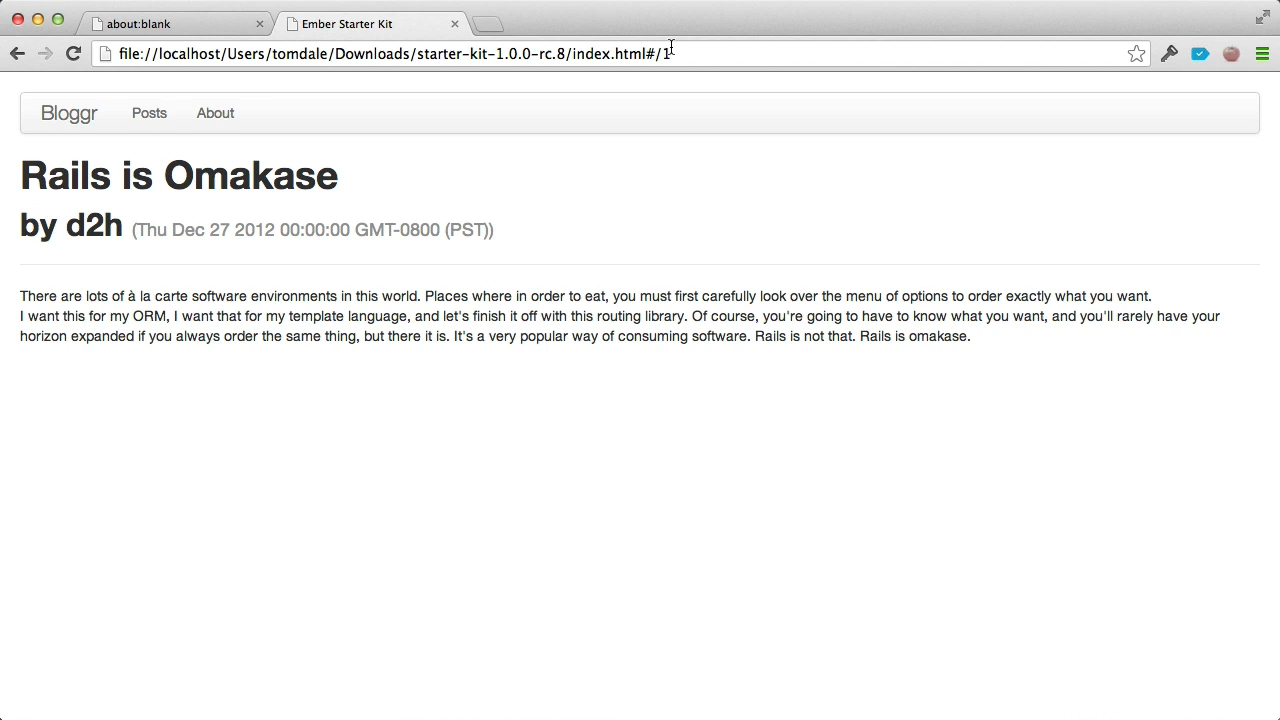 about:blank
Ember Starter Kit
file://localhost/Users/tomdale/Downloads/starter-kit-1.0.0-rc.8/index.html#/1
Bloggr Posts About
Rails is Omakase
by d2h (Thu Dec 27 2012 00:00:00 GMT-0800 (PST))
There are lots of à la carte software environments in this world. Places where in order to eat, you must first carefully look over the menu of options to order exactly what you want.
I want this for my ORM, I want that for my template language, and let's finish it off with this routing library. Of course, you're going to have to know what you want, and you'll rarely have your
horizon expanded if you always order the same thing, but there it is. It's a very popular way of consuming software. Rails is not that. Rails is omakase.